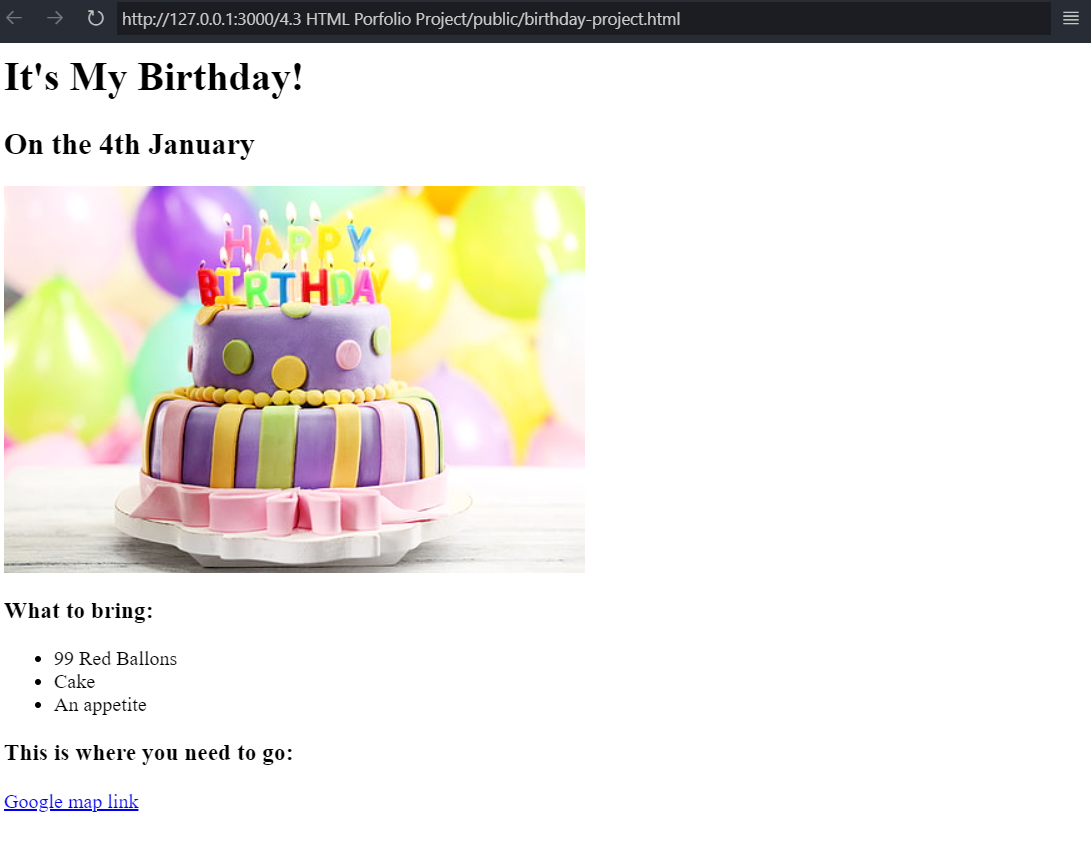 http://127.0.0.1:3000/4.3 HTML Porfolio Project/public/birthday-project.html
It's My Birthday!
On the 4th January
HAPPY
BIRTHDAY
What to bring:
99 Red Ballons
Cake
An appetite
This is where you need to go:
Google map link